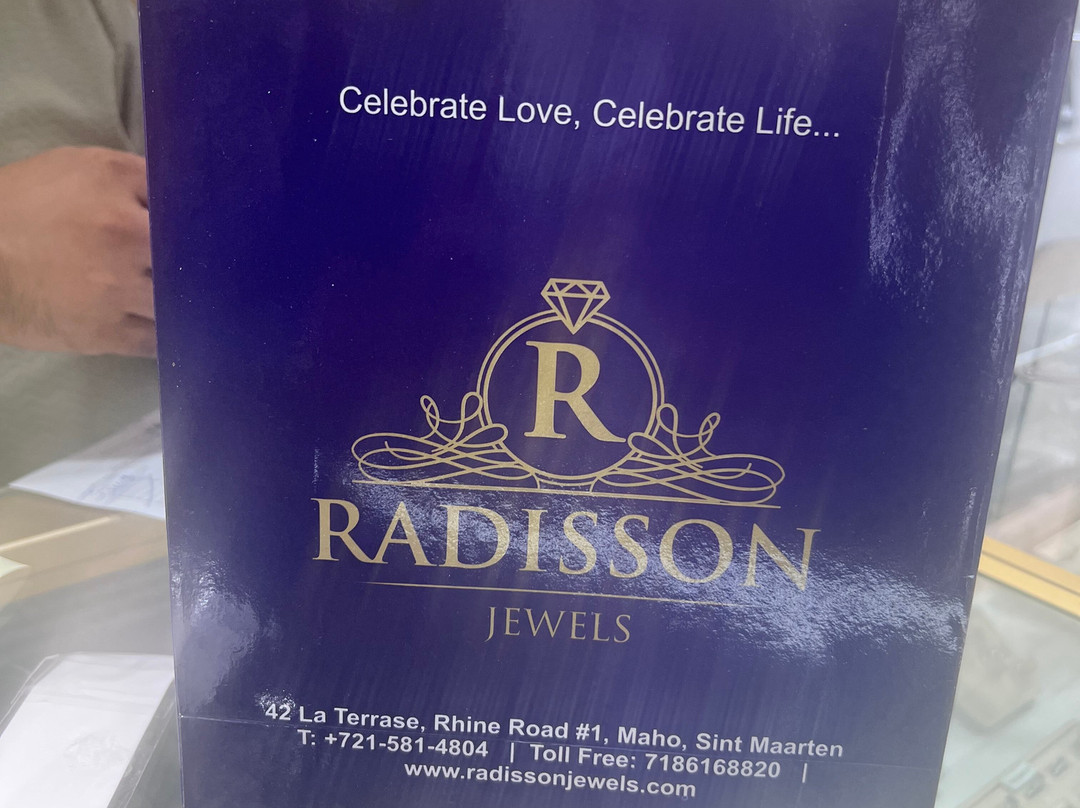 Celebrate Love, Celebrate Life...
R
RADISSON
JEWELS
42 La Terrase, Rhine Road #1, Maho, Sint Maarten
T: +721-581-4804 | Toll Free: 7186168820 |
www.radissonjewels.com